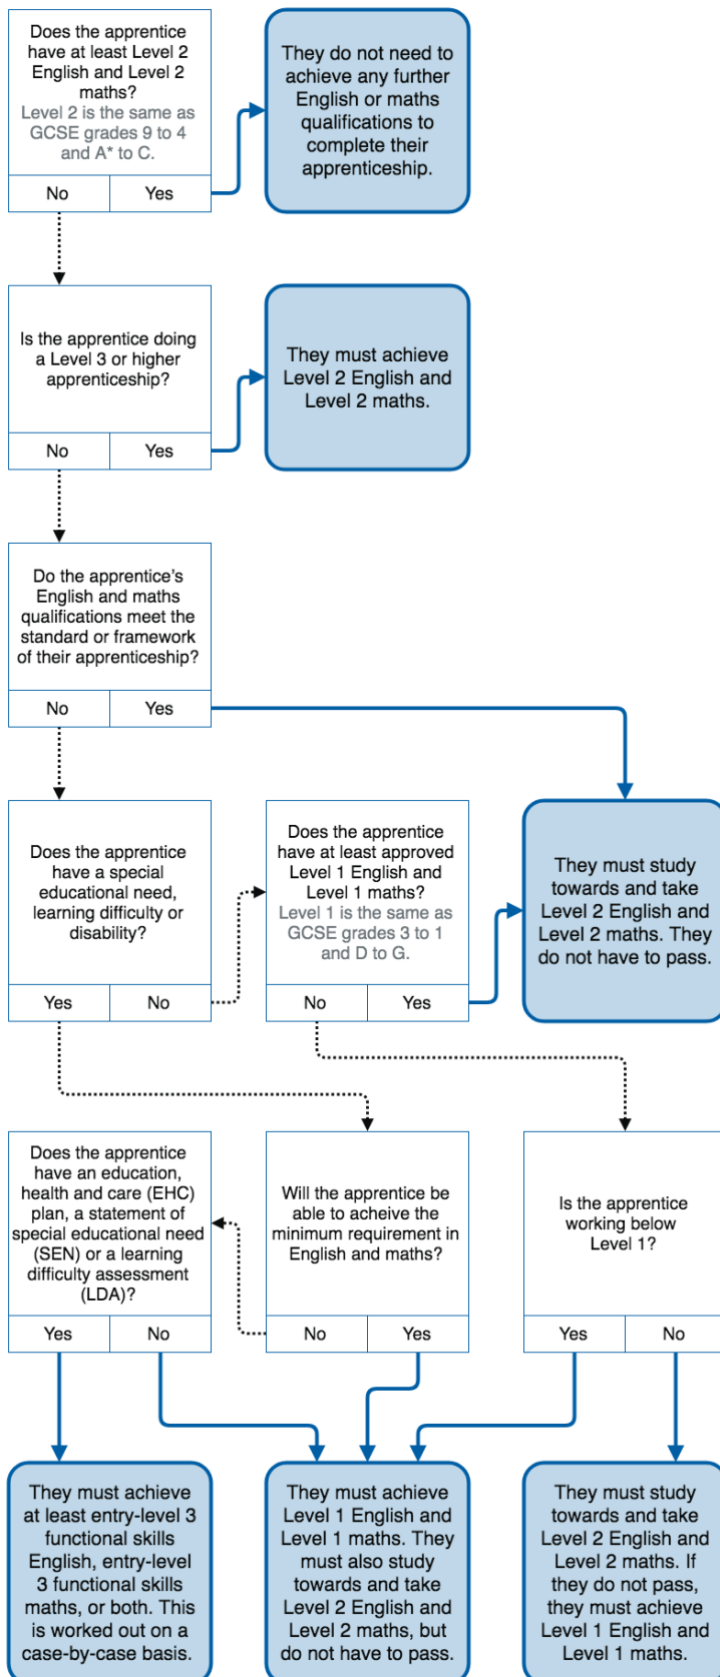 Does the apprentice
have at least Level 2
English and Level 2
maths?
Level 2 is the same as
GCSE grades 9 to 4
and A* to C.
No
Yes
They do not need to
achieve any further
English or maths
qualifications to
complete their
apprenticeship.
Is the apprentice doing
a Level 3 or higher
apprenticeship?
No
Yes
They must achieve
Level 2 English and
Level 2 maths.
Do the apprentice's
English and maths
qualifications meet the
standard or framework
of their apprenticeship?
No
Yes
Does the apprentice
have a special
educational need,
learning difficulty or
disability?
Yes
No
Does the apprentice
have at least approved
Level 1 English and
Level 1 maths?
Level 1 is the same as
GCSE grades 3 to 1
and D to G.
No
Yes
They must study
towards and take
Level 2 English and
Level 2 maths. They
do not have to pass.
Does the apprentice
have an education,
health and care (EHC)
plan, a statement of
special educational need
(SEN) or a learning
difficulty assessment
(LDA)?
Yes
No
Will the apprentice be
able to acheive the
minimum requirement in
English and maths?
No
Yes
Is the apprentice
working below
Level 1?
Yes
No
They must achieve
at least entry-level 3
functional skills
English, entry-level
3 functional skills
maths, or both. This
is worked out on a
case-by-case basis.
They must achieve
Level 1 English and
Level 1 maths. They
must also study
towards and take
Level 2 English and
Level 2 maths, but
do not have to pass.
They must study
towards and take
Level 2 English and
Level 2 maths. If
they do not pass,
they must achieve
Level 1 English and
Level 1 maths.